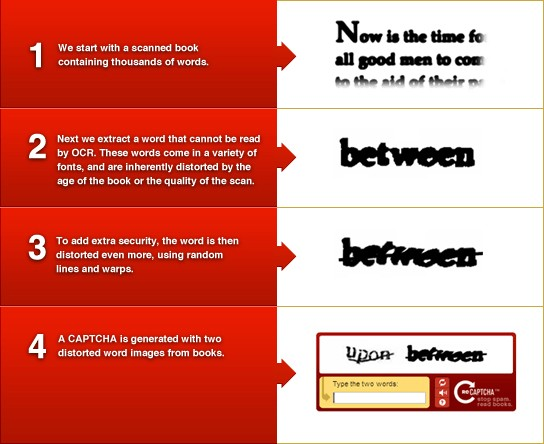 1
We start with a scanned book
containing thousands of words.
Now is the time fo
all good men to com
to the aid of their p
2
Next we extract a word that cannot be read
by OCR. These words come in a variety of
fonts, and are inherently distorted by the
age of the book or the quality of the scan.
between
3
To add extra security, the word is then
distorted even more, using random
lines and warps.
between
4
A CAPTCHA is generated with two
distorted word images from books.
upon between
Type the two words:
reCAPTCHA™
stop spam.
read books.